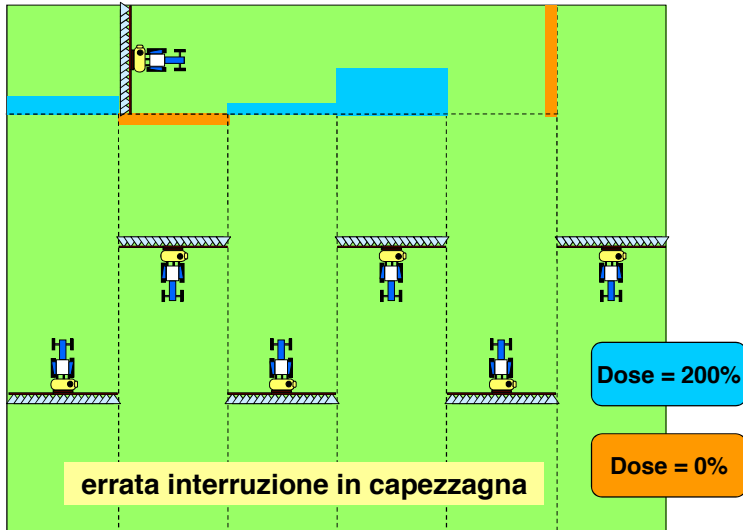 Dose = 200%
Dose = 0%
errata interruzione in capezzagna